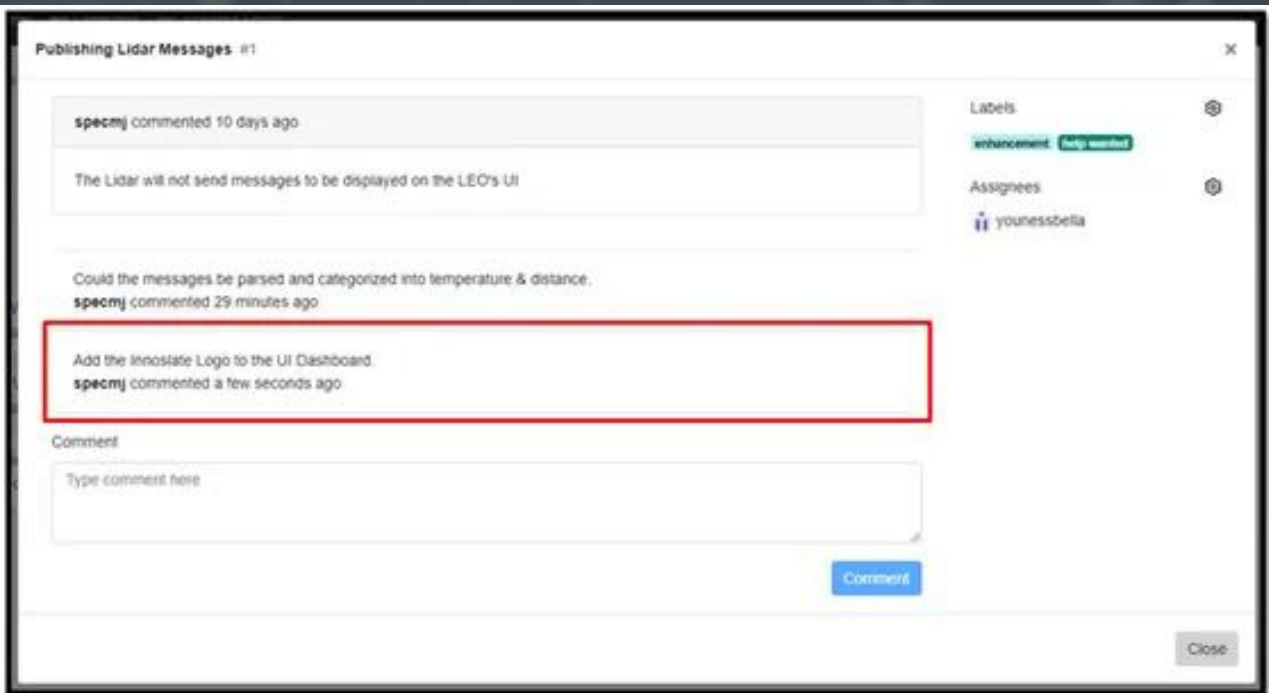 Publishing Lidar Messages #1
×
specmj commented 10 days ago
The Lidar will not send messages to be displayed on the LEO's UI
Could the messages be parsed and categorized into temperature & distance.
specmj commented 29 minutes ago
Add the Innoslate Logo to the UI Dashboard.
specmj commented a few seconds ago
Comment
Type comment here
Comment
Labels
enhancement help wanted
Assignees
younessbella
Close